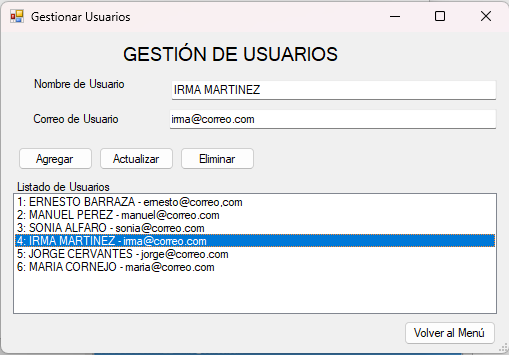 Gestionar Usuarios
GESTIÓN DE USUARIOS
Nombre de Usuario
IRMA MARTINEZ
Correo de Usuario
irma@correo.com
Agregar Actualizar Eliminar
Listado de Usuarios
1: ERNESTO BARRAZA - ernesto@correo,com
2: MANUEL PEREZ - manuel@correo.com
3: SONIA ALFARO - sonia@correo.com
4: IRMA MARTINEZ - irma@correo.com
5: JORGE CERVANTES - jorge@correo.com
6: MARIA CORNEJO - maria@correo.com
Volver al Menú